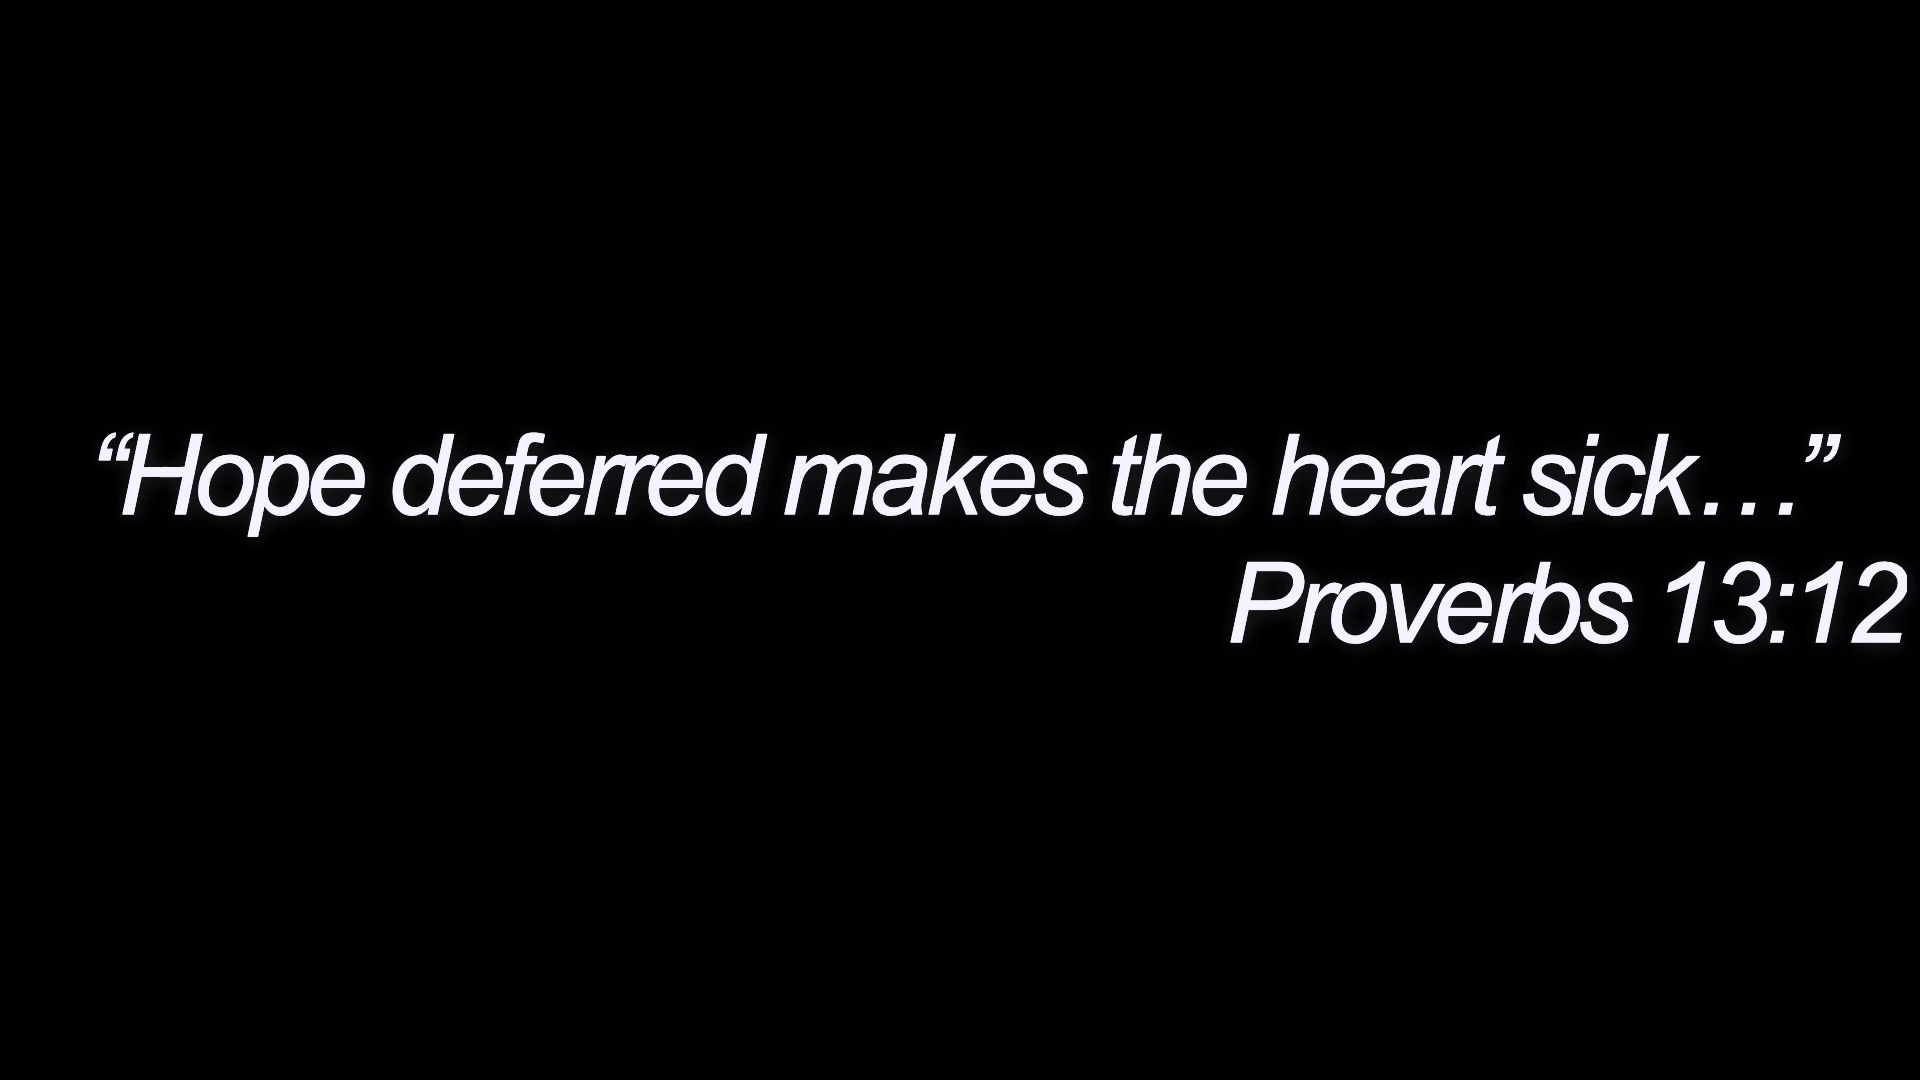 “Hope deferred makes the heart sick…”
Proverbs 13:12